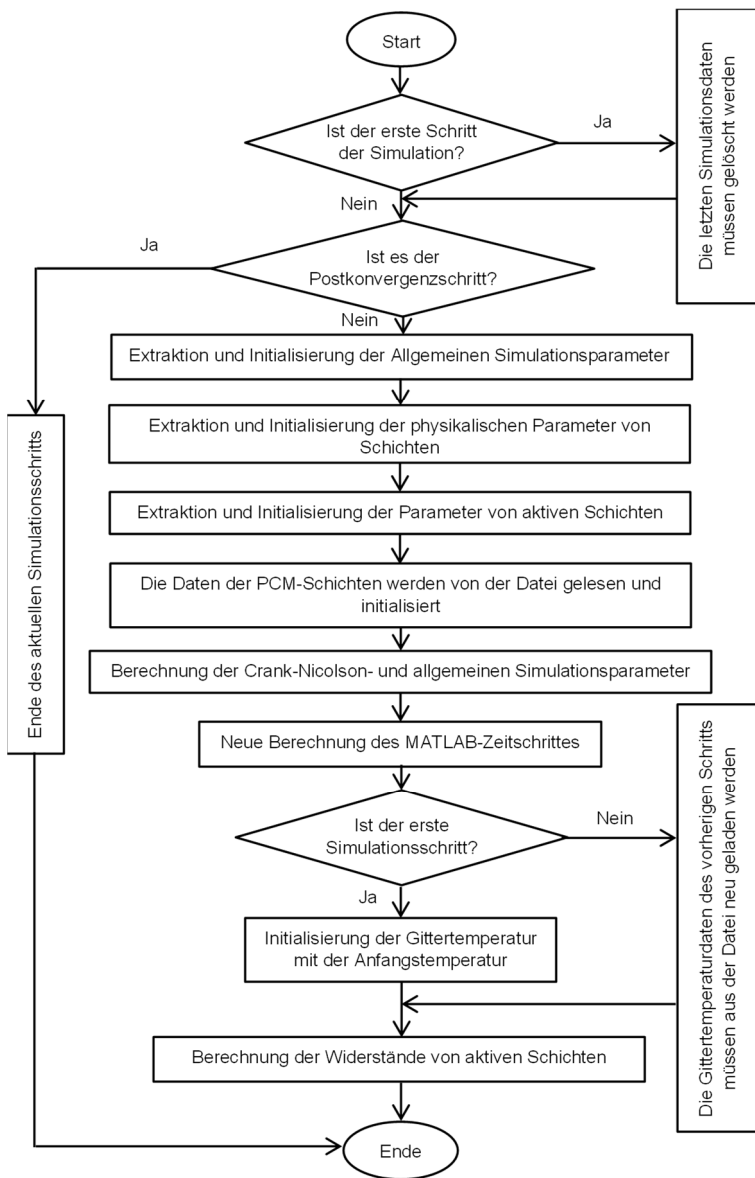 Start
Ist der erste Schritt
der Simulation?
Ja
Die letzten Simulationsdaten
müssen gelöscht werden
Nein
Ja
Ist es der
Postkonvergenzschritt?
Nein
Extraktion und Initialisierung der Allgemeinen Simulationsparameter
Extraktion und Initialisierung der physikalischen Parameter von
Schichten
Extraktion und Initialisierung der Parameter von aktiven Schichten
Die Daten der PCM-Schichten werden von der Datei gelesen und
initialisiert
Ende des aktuellen Simulationsschritts
Berechnung der Crank-Nicolson- und allgemeinen Simulationsparameter
Neue Berechnung des MATLAB-Zeitschrittes
Ist der erste
Simulationsschritt?
Nein
Die Gittertemperaturdaten des vorherigen Schritts
müssen aus der Datei neu geladen werden
Ja
Initialisierung der Gittertemperatur
mit der Anfangstemperatur
Berechnung der Widerstände von aktiven Schichten
Ende